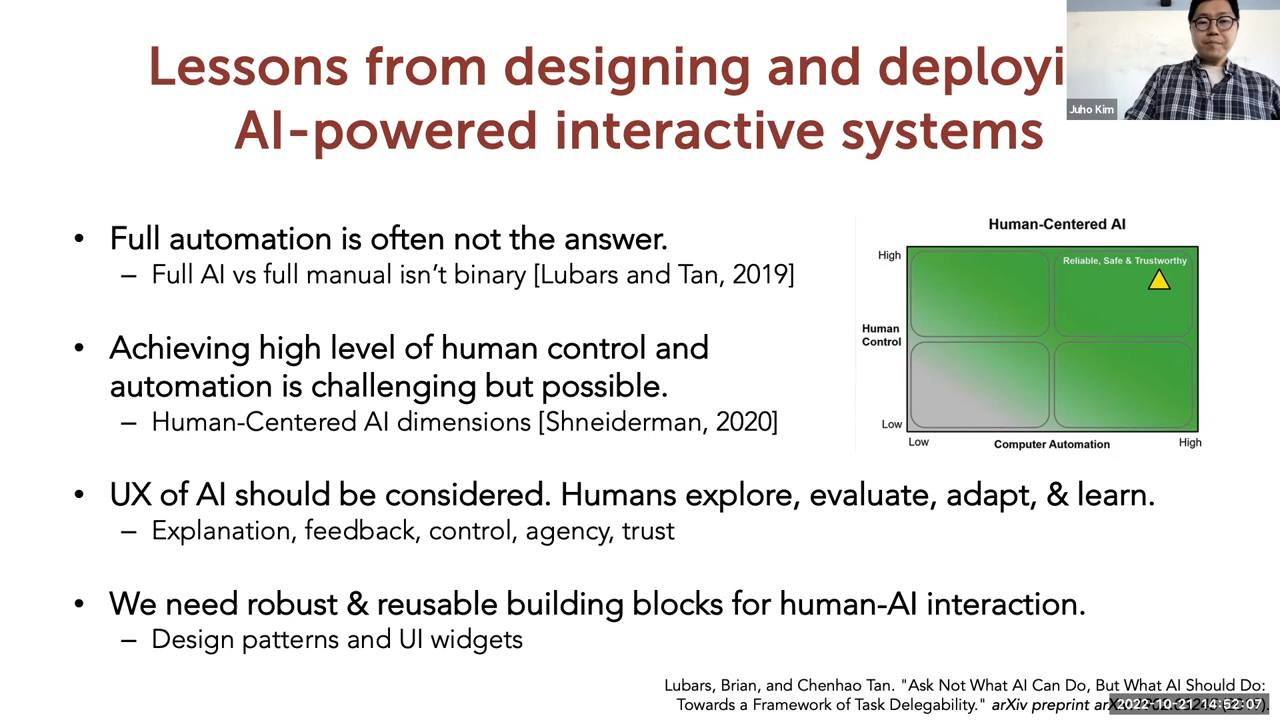 Lessons from designing and deployi
AI-powered interactive systems
Juho Kim
• Full automation is often not the answer.
– Full AI vs full manual isn’t binary [Lubars and Tan, 2019]
• Achieving high level of human control and
automation is challenging but possible.
– Human-Centered AI dimensions [Shneiderman, 2020]
Human-Centered AI
High
Reliable, Safe & Trustworthy
Human
Control
Low
Low
Computer Automation
High
• UX of AI should be considered. Humans explore, evaluate, adapt, & learn.
– Explanation, feedback, control, agency, trust
• We need robust & reusable building blocks for human-AI interaction.
– Design patterns and UI widgets
Lubars, Brian, and Chenhao Tan. "Ask Not What AI Can Do, But What AI Should Do:
Towards a Framework of Task Delegability." arXiv preprint
2022-10-21 14:52:07